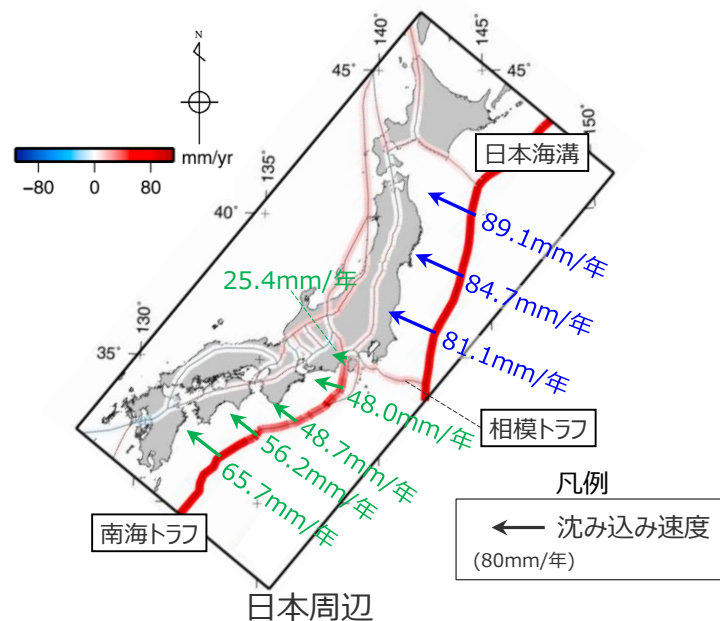 N
140
145
45°
45°
150
日本海溝
mm/yr
−80
0
80
135
40°
89.1mm/年
25.4mm/年
84.7mm/年
130
81.1mm/年
35°
48.0mm/年
相模トラフ
48.7mm/年
56.2mm/年
65.7mm/年
凡例
沈み込み速度
(80mm/年)
南海トラフ
日本周辺